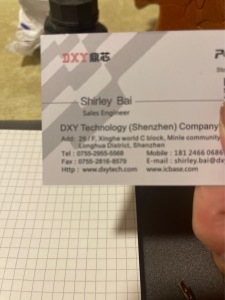 DXY鼎芯
Shirley Bai
Sales Engineer
DXY Technology (Shenzhen) Company
Add: 26 / F, Xinghe world C block, Minle community
Longhua District, Shenzhen
Tel : 0755-2955-5568 Mobile : 181 2466 0686
Fax : 0755-2816-8579 E-mail : shirley.bai@dx
Http : www.dxytech.com www.icbase.com